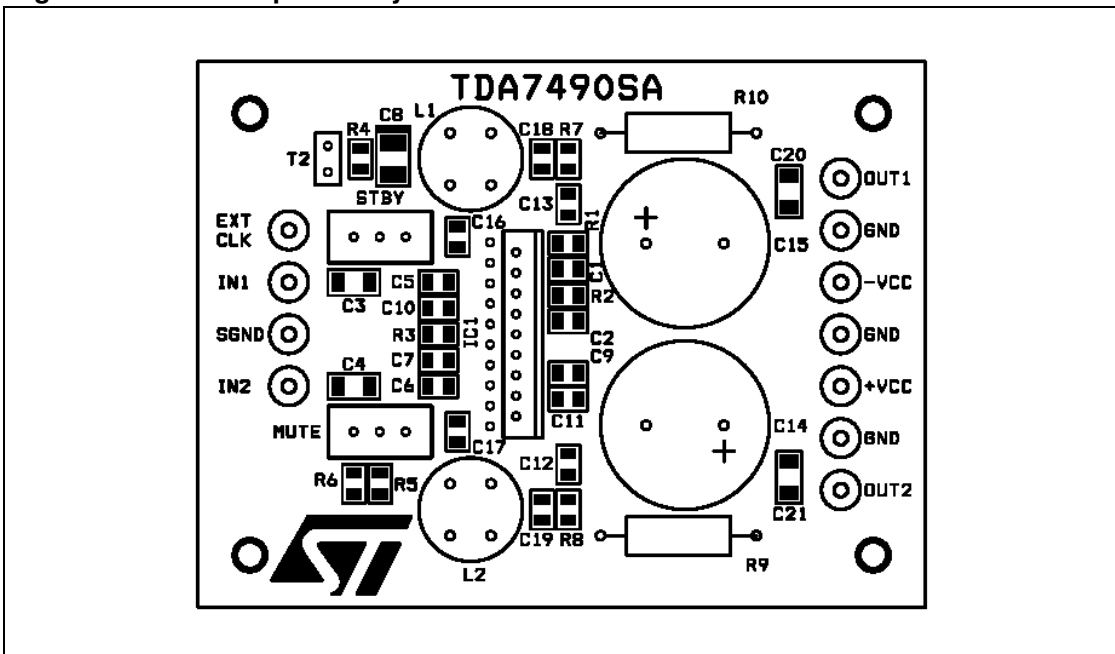 TDA7490SA
R10
L1
C8
R4
C18 R7
T2
C20
STBY
OUT1
C13
EXT
CLK
C16
R1
GND
C15
IN1
C5
C1
-VCC
C3
C10
R2
SGND
R3
IC1
C2
GND
C7
C9
C4
IN2
C6
+VCC
C11
MUTE
C14
C17
GND
C12
R6
R5
OUT2
C21
C19 R8
L2
R9
ST